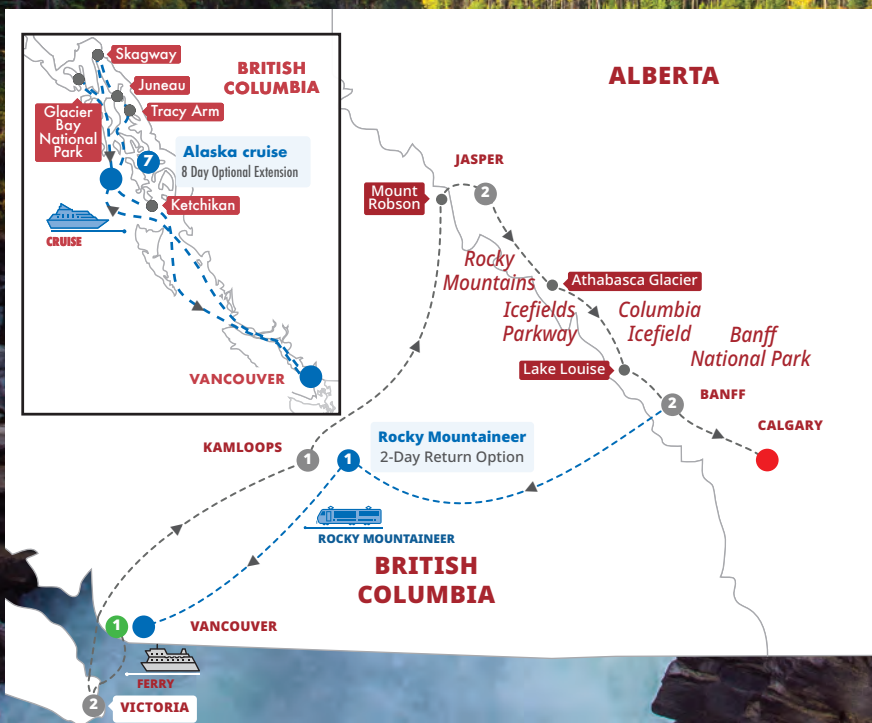 Skagway
BRITISH
COLUMBIA
Juneau
Tracy Arm
Glacier
Bay
National
Park
7
Alaska cruise
8 Day Optional Extension
Ketchikan
CRUISE
VANCOUVER
ALBERTA
JASPER
2
Mount
Robson
Rocky
Mountains
Athabasca Glacier
Icefields
Parkway
Columbia
Icefield
Banff
National Park
Lake Louise
BANFF
2
CALGARY
KAMLOOPS
1
1
Rocky Mountaineer
2-Day Return Option
ROCKY MOUNTAINEER
BRITISH
COLUMBIA
1
VANCOUVER
FERRY
2
VICTORIA